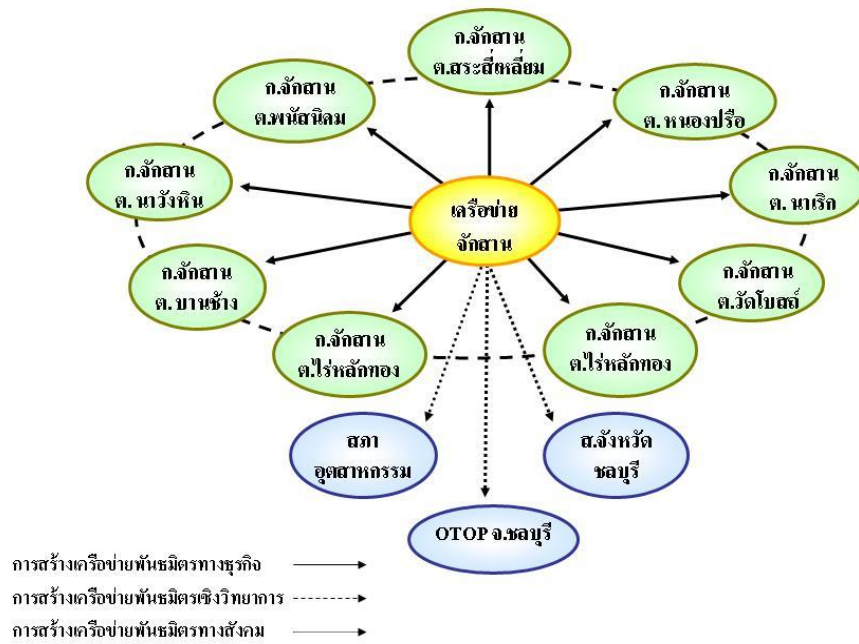 ก.จักสาน
ต.สระสี่เหลี่ยม
ก.จักสาน
ต.พนัสนิคม
ก.จักสาน
ต. หนองปรือ
ก.จักสาน
ต. นาวังหิน
ก.จักสาน
ต. นาเริก
เครือข่าย
จักสาน
ก.จักสาน
ต. บานช้าง
ก.จักสาน
ต.วัดโบสถ์
ก.จักสาน
ต.ไร่หลักทอง
ก.จักสาน
ต.ไร่หลักทอง
สภา
อุตสาหกรรม
ส.จังหวัด
ชลบุรี
OTOP จ.ชลบุรี
การสร้างเครือข่ายพันธมิตรทางธุรกิจ
การสร้างเครือข่ายพันธมิตรเชิงวิทยาการ
การสร้างเครือข่ายพันธมิตรทางสังคม